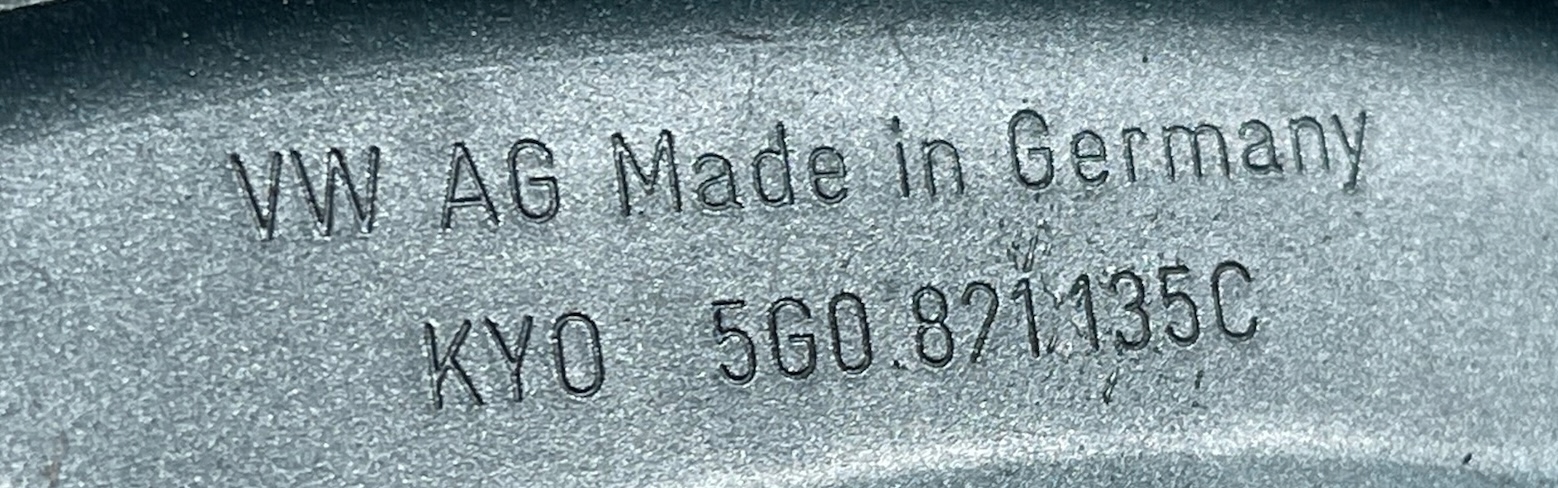 VW AG Made in Germany
KYO 5G0.871.135C